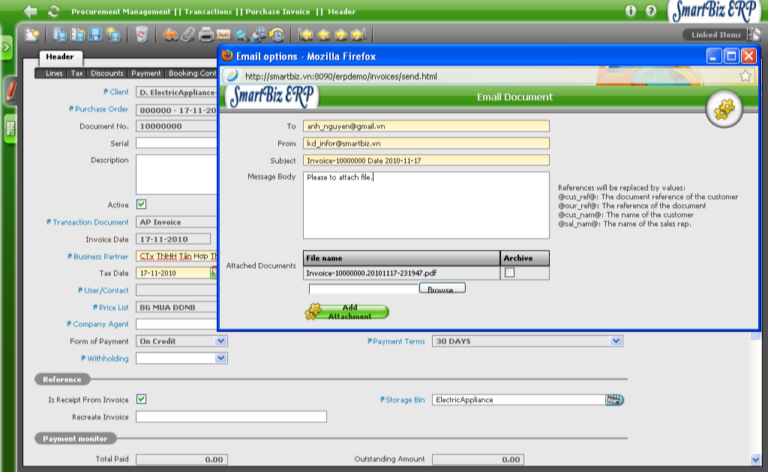 Procurement Management || Transactions || Purchase Invoice || Header
SmartBiz ERP
Linked Items
Header
Lines | Tax | Discounts | Payment | Booking Cont
Client D. ElectricAppliance
Purchase Order 000000 - 17-11-20
Document No. 10000000
Serial
Description
Active
Transaction Document AP Invoice
Invoice Date 17-11-2010
Business Partner CTy TNHH Tấn Hợp Th
Tax Date 17-11-2010
User/Contact
Price List BG MUA ĐDNB
Company Agent
Form of Payment On Credit
Payment Terms 30 DAYS
Withholding
Reference
Is Receipt From Invoice
Storage Bin ElectricAppliance
Recreate Invoice
Payment monitor
Total Paid 0.00
Outstanding Amount 0.00
Email options - Mozilla Firefox
http://smartbiz.vn:8090/erpdemo/invoices/send.html
SmartBiz ERP
Email Document
To anh_nguyen@gmail.vn
From kd_infor@smartbiz.vn
Subject Invoice-10000000 Date 2010-11-17
Message Body Please to attach file.
References will be replaced by values:
@cus_ref@: The document reference of the customer
@our_ref@: The reference of the document
@cus_nam@: The name of the customer
@sal_nam@: The name of the sales rep.
Attached Documents
File name Archive
Invoice-10000000.20101117-231947.pdf
Browse...
Add
Attachment